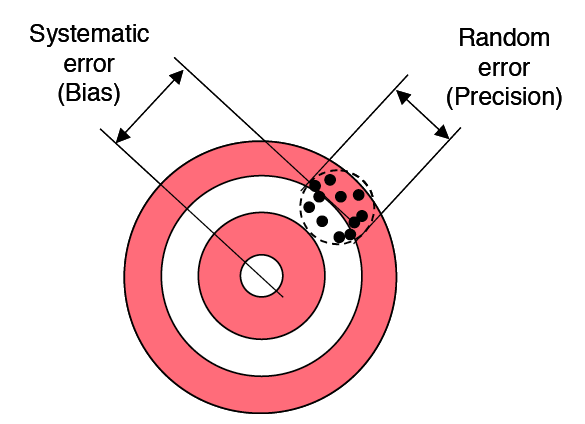 Systematic
error
(Bias)
Random
error
(Precision)